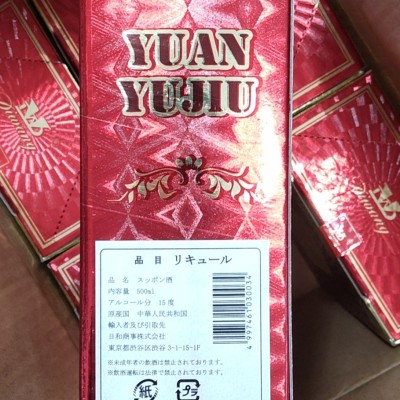 YUAN
YUJIU
品目 リキュール
品名 スッポン酒
内容量 500ml
アルコール分 15度
原産国 中華人民共和国
輸入者及び引取先
日和商事株式会社
東京都渋谷区渋谷3-1-15-1F
4997461030034
※未成年者の飲酒は禁止されております。
※飲酒運転は法律で禁止されています。
紙
プラ